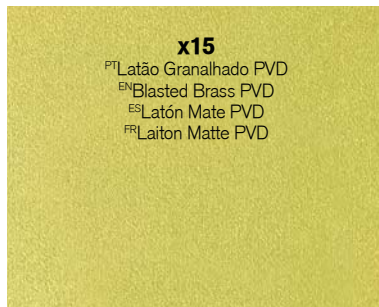 x15
PTLatão Granalhado PVD
ENBlasted Brass PVD
ESLatón Mate PVD
FRLaiton Matte PVD